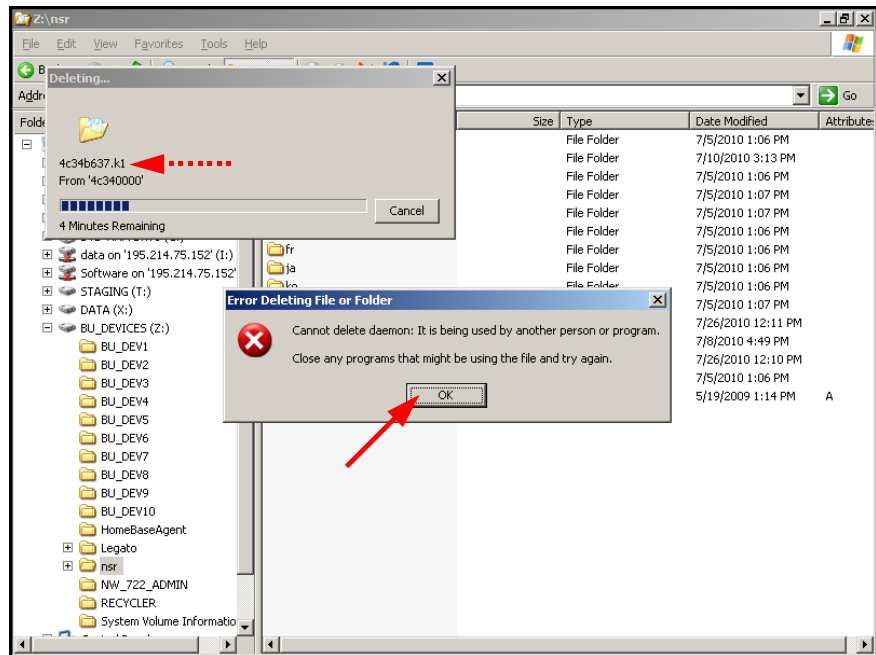 Z:\nsr
File Edit View Favorites Tools Help
Deleting...
Go
4c34b637.k1
From '4c340000'
Cancel
4 Minutes Remaining
Size Type Date Modified Attributes
File Folder 7/5/2010 1:06 PM
File Folder 7/10/2010 3:13 PM
File Folder 7/5/2010 1:06 PM
File Folder 7/5/2010 1:07 PM
File Folder 7/5/2010 1:07 PM
File Folder 7/5/2010 1:06 PM
fr File Folder 7/5/2010 1:06 PM
ja File Folder 7/5/2010 1:06 PM
ko File Folder 7/5/2010 1:06 PM
7/5/2010 1:07 PM
7/26/2010 12:11 PM
7/8/2010 4:49 PM
7/26/2010 12:10 PM
7/5/2010 1:06 PM
5/19/2009 1:14 PM A
data on '195.214.75.152' (I:)
Software on '195.214.75.152'
STAGING (T:)
DATA (X:)
BU_DEVICES (Z:)
BU_DEV1
BU_DEV2
BU_DEV3
BU_DEV4
BU_DEV5
BU_DEV6
BU_DEV7
BU_DEV8
BU_DEV9
BU_DEV10
HomeBaseAgent
Legato
nsr
NW_722_ADMIN
RECYCLER
System Volume Informatio
Error Deleting File or Folder
Cannot delete daemon: It is being used by another person or program.
Close any programs that might be using the file and try again.
OK